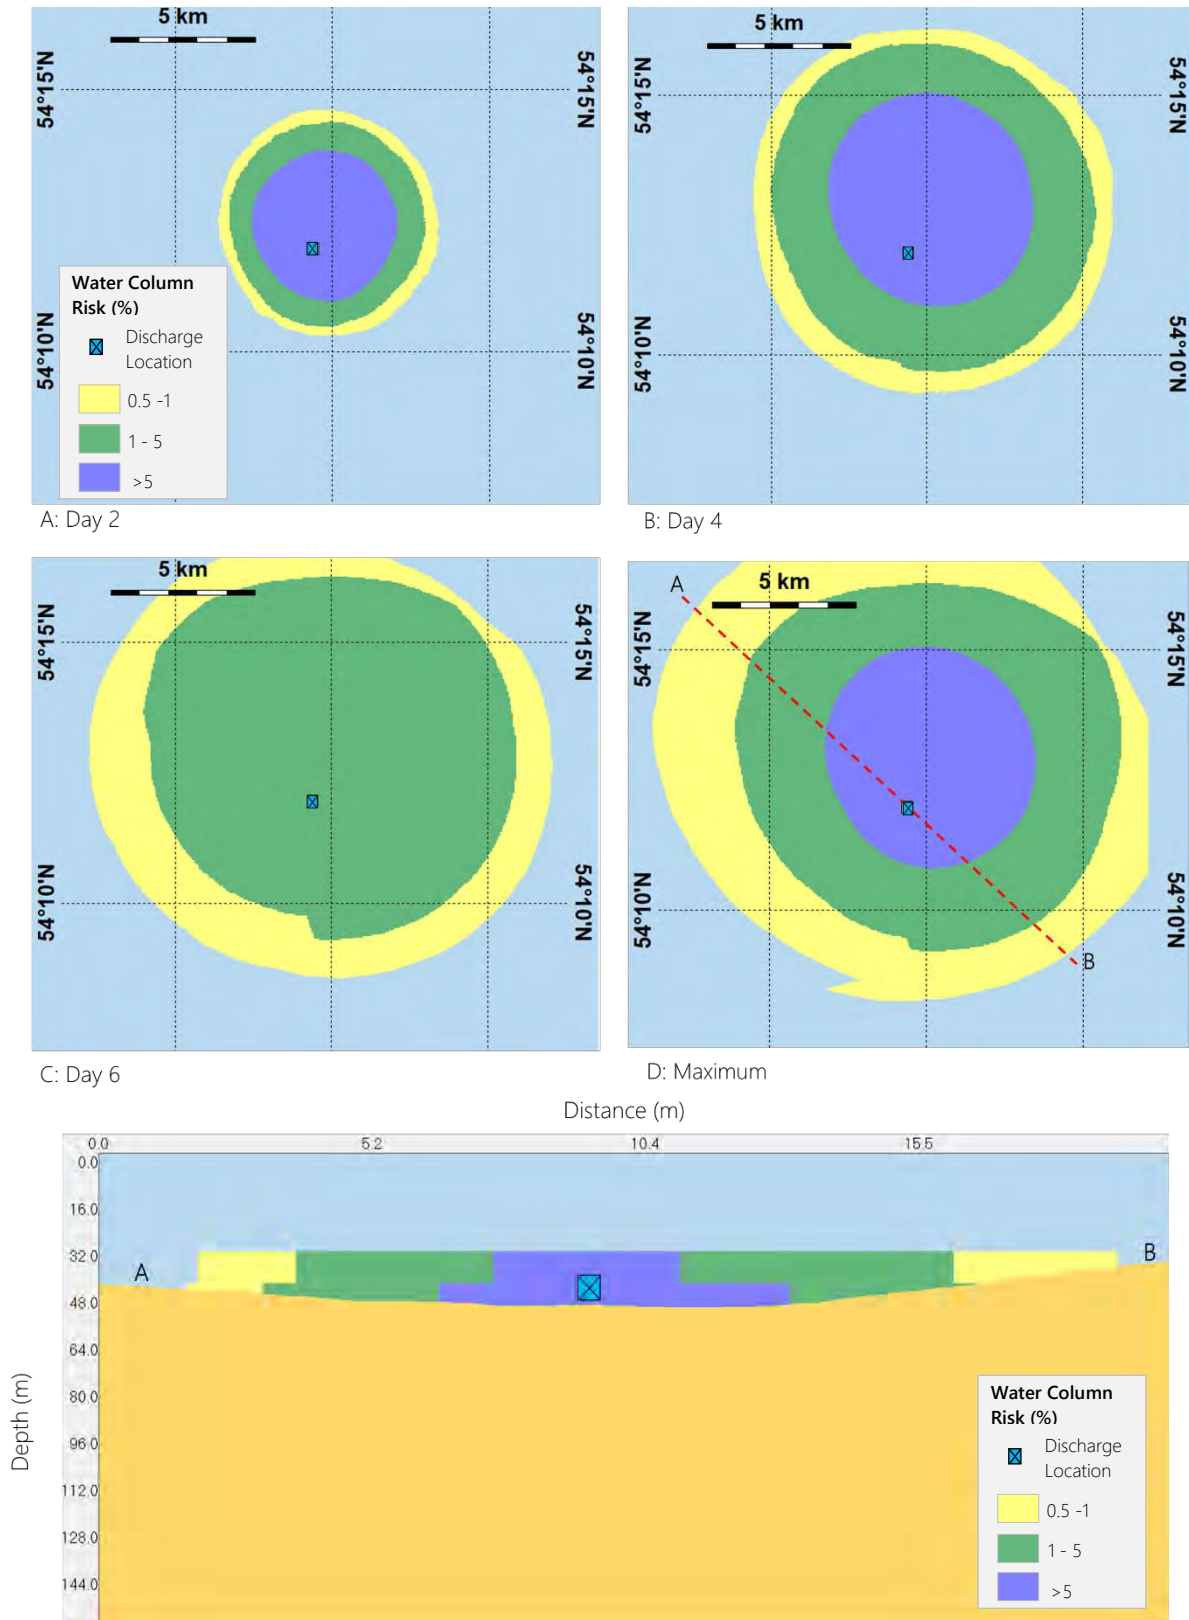 5 km
54°15'N
54°15'N
54°10'N
54°10'N
Water Column
Risk (%)
Discharge
Location
0.5 -1
1 - 5
>5
A: Day 2
5 km
54°15'N
54°15'N
54°10'N
54°10'N
B: Day 4
5 km
54°15'N
54°15'N
54°10'N
54°10'N
C: Day 6
A
5 km
54°15'N
54°15'N
54°10'N
54°10'N
B
D: Maximum
Distance (m)
0.0
5.2
10.4
15.5
0.0
16.0
32.0
48.0
64.0
80.0
96.0
112.0
128.0
144.0
Depth (m)
A
B
Water Column
Risk (%)
Discharge
Location
0.5 -1
1 - 5
>5